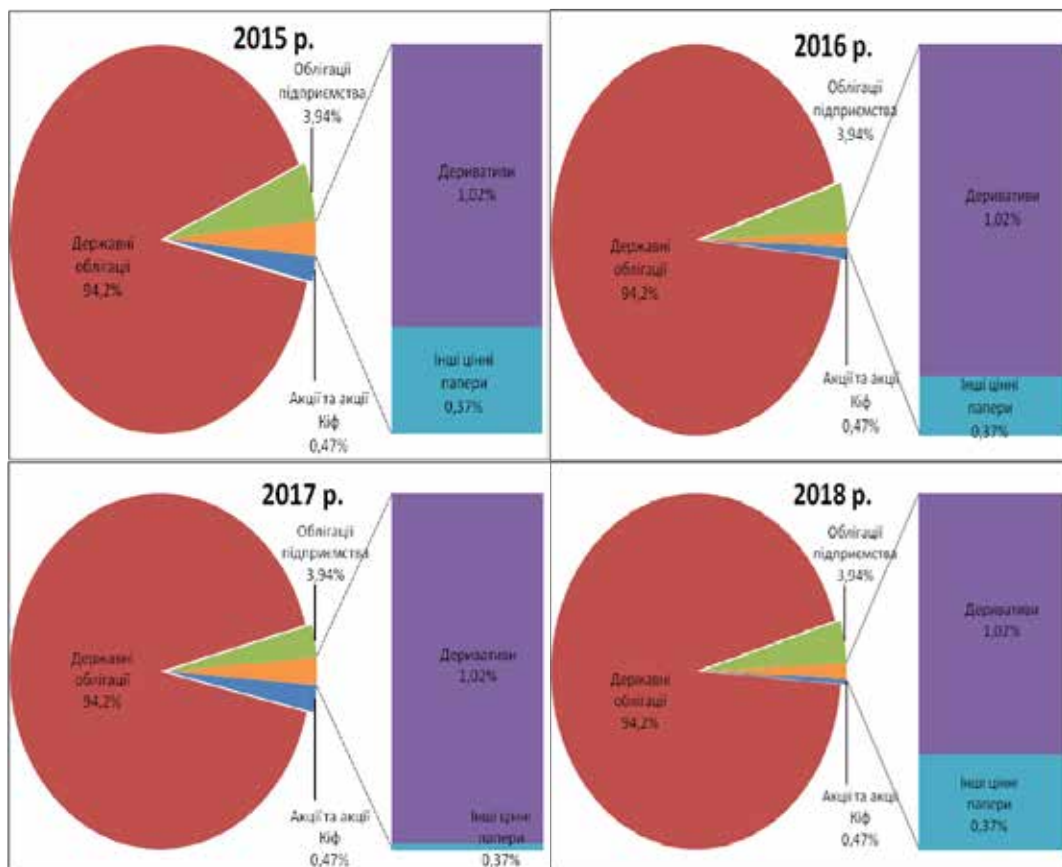 2015 р.
Облігації
підприємства
3,94%
Державні
облігації
94,2%
Деривативи
1,02%
Інші цінні
папери
0,37%
Акції та акції
Кіф
0,47%
2016 р.
Облігації
підприємства
3,94%
Державні
облігації
94,2%
Деривативи
1,02%
Інші цінні
папери
0,37%
Акції та акції
Кіф
0,47%
2017 р.
Облігації
підприємства
3,94%
Державні
облігації
94,2%
Деривативи
1,02%
Інші цінні
папери
0,37%
Акції та акції
Кіф
0,47%
2018 р.
Облігації
підприємства
3,94%
Державні
облігації
94,2%
Деривативи
1,02%
Інші цінні
папери
0,37%
Акції та акції
Кіф
0,47%